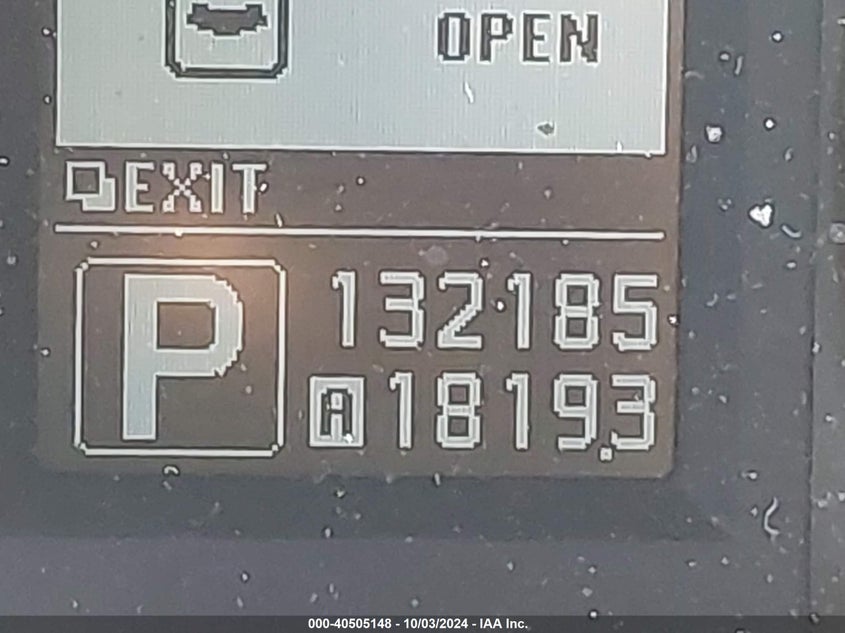 OPEN
EXIT
P
132185
A 1819.3
000-40505148 - 10/03/2024 - IAA Inc.